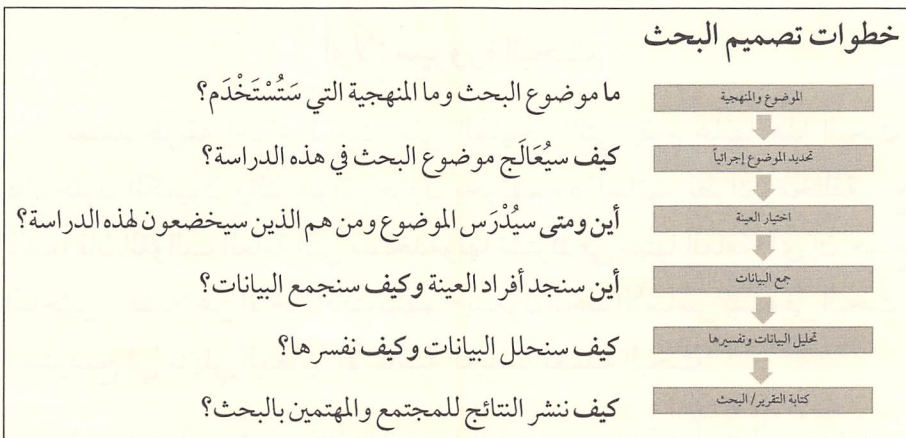 خطوات تصميم البحث
الموضوع والمنهجية
ما موضوع البحث وما المنهجية التي سَتُسْتَخْدَم؟
تحديد الموضوع إجرائياً
كيف سيُعَالَج موضوع البحث في هذه الدراسة؟
اختيار العينة
أين ومتى سيُدْرَس الموضوع ومن هم الذين سيخضعون لهذه الدراسة؟
جمع البيانات
أين سنجد أفراد العينة وكيف سنجمع البيانات؟
تحليل البيانات وتفسيرها
كيف سنحلل البيانات وكيف نفسرها؟
كتابة التقرير/ البحث
كيف ننشر النتائج للمجتمع والمهتمين بالبحث؟